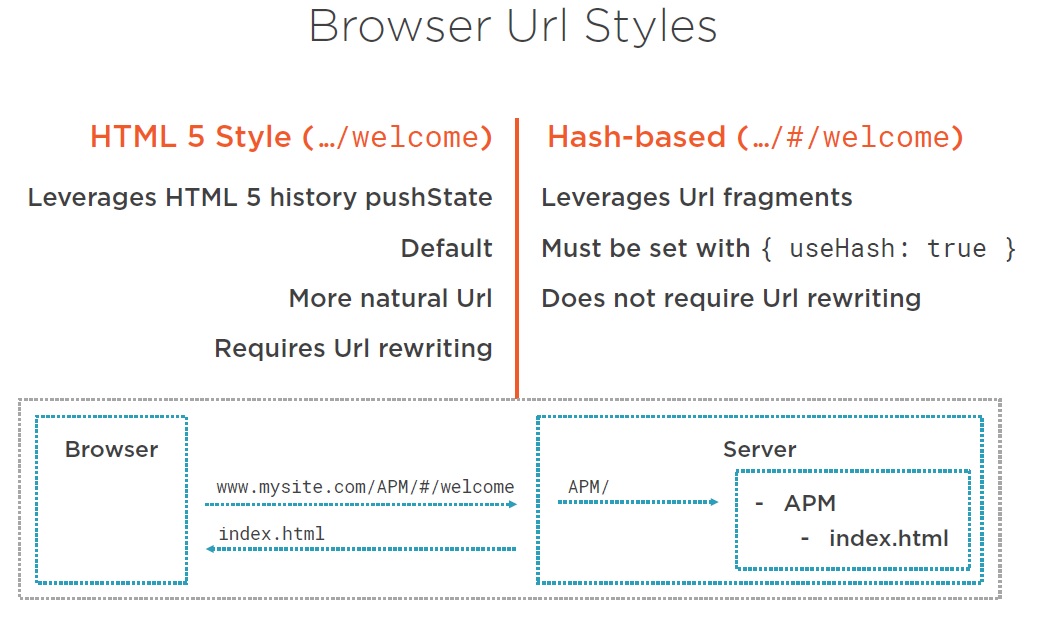 Browser Url Styles
HTML 5 Style (…/welcome)
Leverages HTML 5 history pushState
Default
More natural Url
Requires Url rewriting
Hash-based (…/#/welcome)
Leverages Url fragments
Must be set with { useHash: true }
Does not require Url rewriting
Browser
www.mysite.com/APM/#/welcome
index.html
Server
APM/
- APM
- index.html